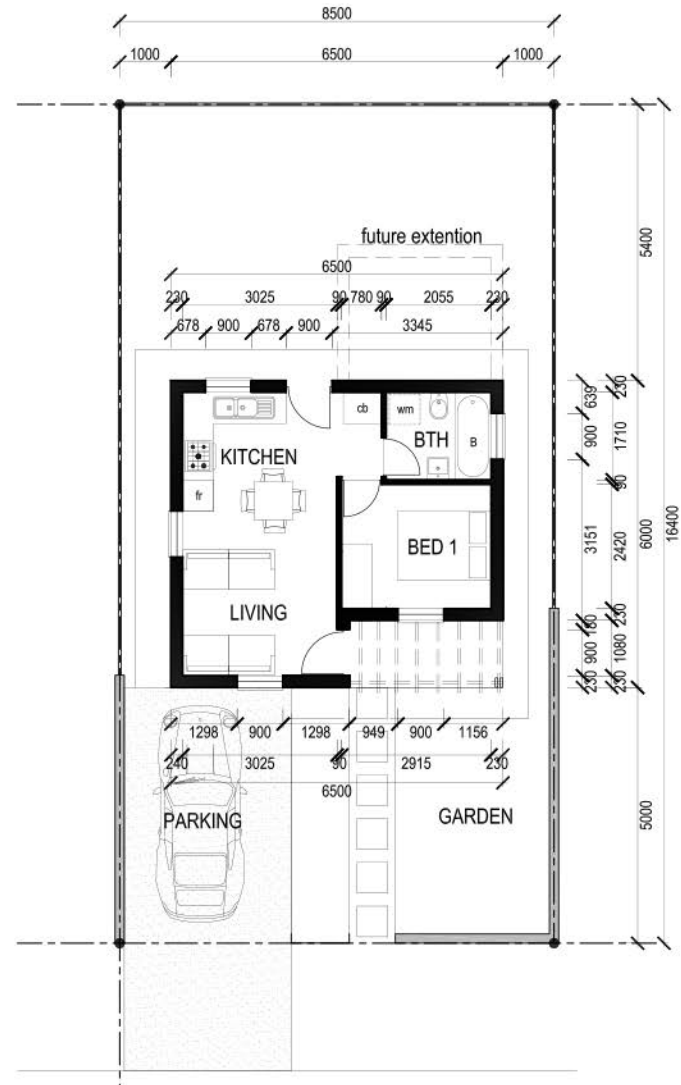 8500
1000 6500 1000
future extention
6500
230 3025 90 780 90 2055 230
678 900 678 900 3345
cb
wm
BTH
B
KITCHEN
fr
BED 1
LIVING
639
900
3151
180
900
230
230
1710
90
2420
230
1080
230
5400
6000
5000
16400
1298 900 1298 949 900 1156
240 3025 90 2915 230
6500
PARKING
GARDEN